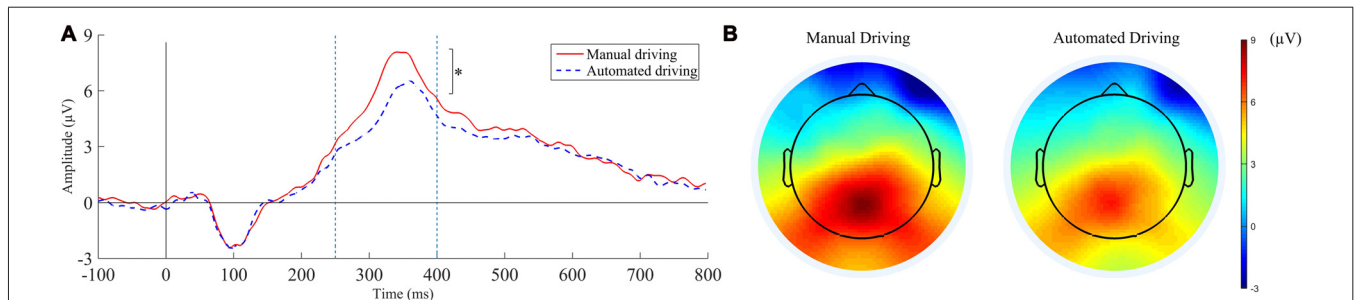 A
9
6
3
0
-3
Amplitude (μV)
-100 0 100 200 300 400 500 600 700 800
Time (ms)
Manual driving
Automated driving
*
B
Manual Driving
Automated Driving
(μV)
9
6
3
0
-3